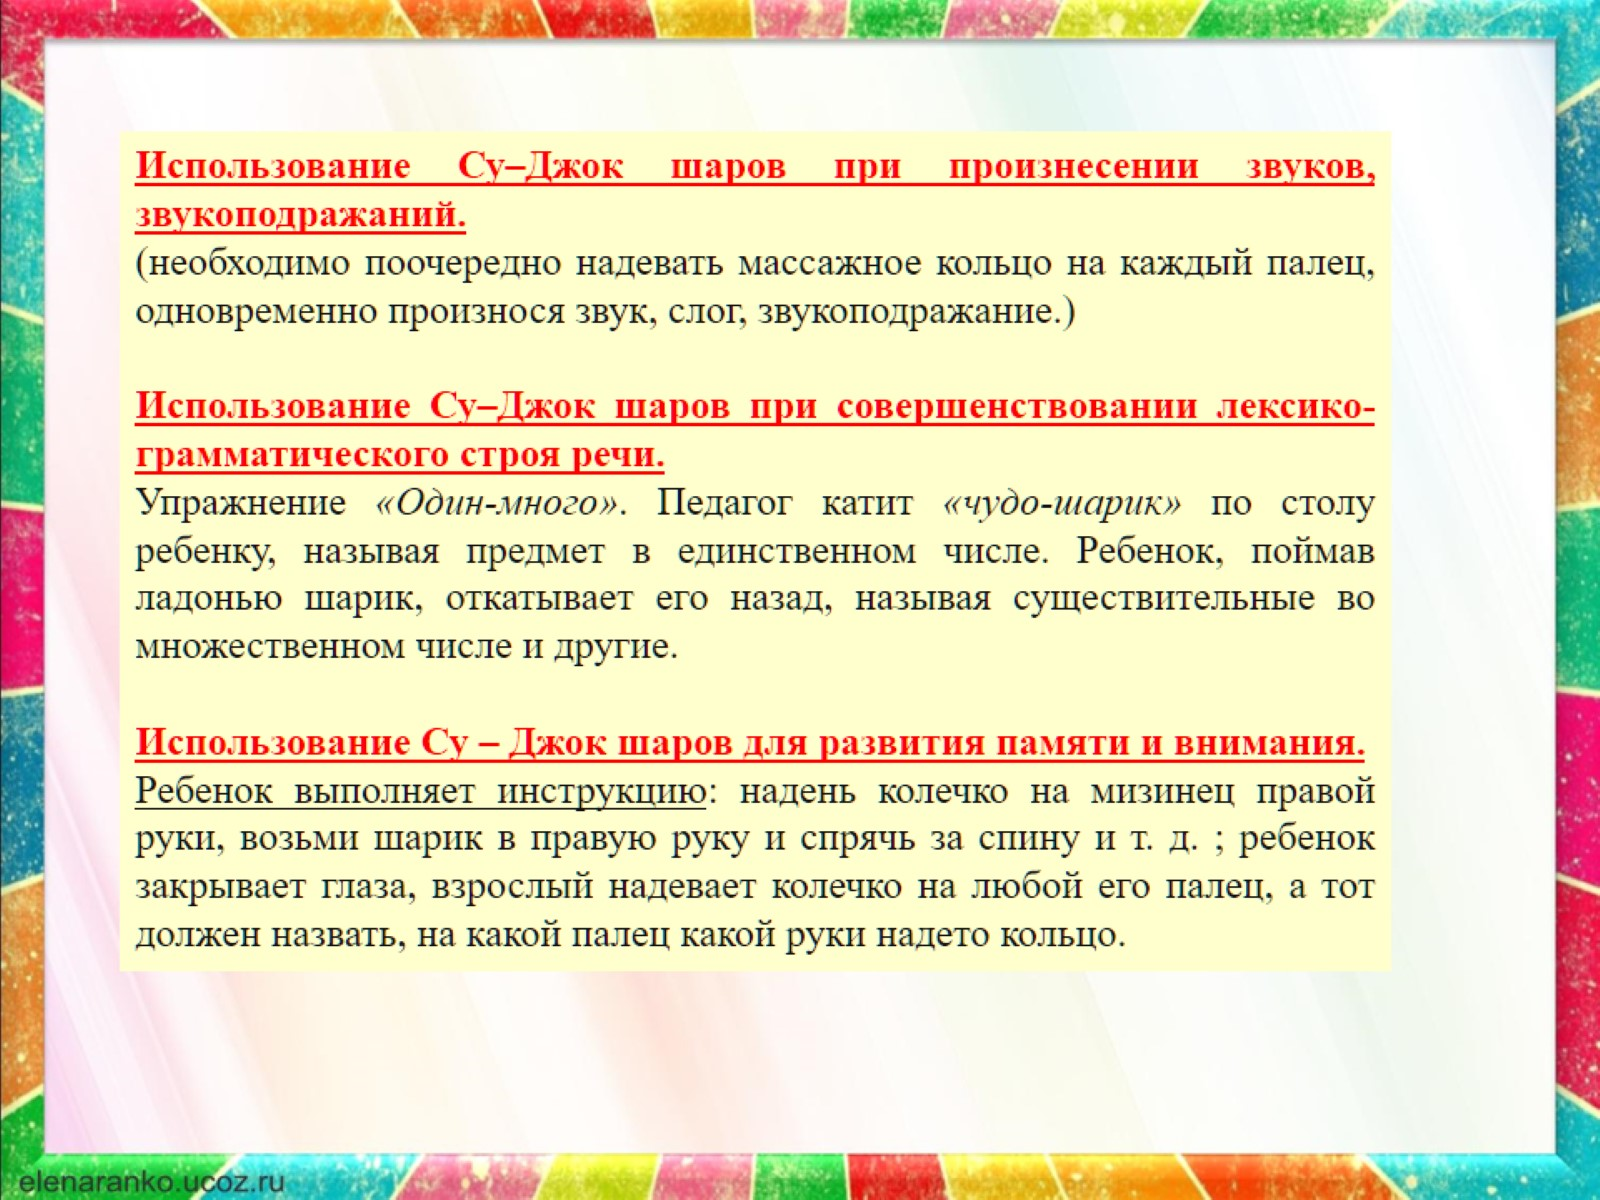 Использование Су–Джок шаров при произнесении звуков,
звукоподражаний.
(необходимо поочередно надевать массажное кольцо на каждый палец,
одновременно произнося звук, слог, звукоподражание.)
Использование Су–Джок шаров при совершенствовании лексико-
грамматического строя речи.
Упражнение «Один-много». Педагог катит «чудо-шарик» по столу
ребенку, называя предмет в единственном числе. Ребенок, поймав
ладонью шарик, откатывает его назад, называя существительные во
множественном числе и другие.
Использование Су – Джок шаров для развития памяти и внимания.
Ребенок выполняет инструкцию: надень колечко на мизинец правой
руки, возьми шарик в правую руку и спрячь за спину и т. д. ; ребенок
закрывает глаза, взрослый надевает колечко на любой его палец, а тот
должен назвать, на какой палец какой руки надето кольцо.
elenaranko.ucoz.ru